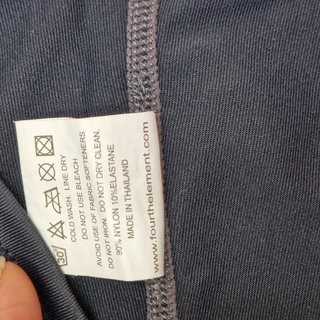 30
COLD WASH. LINE DRY
DO NOT USE BLEACH
AVOID USE OF FABRIC SOFTENERS
DO NOT IRON. DO NOT DRY CLEAN.
90% NYLON 10%ELASTANE
MADE IN THAILAND
www.fourthelement.com